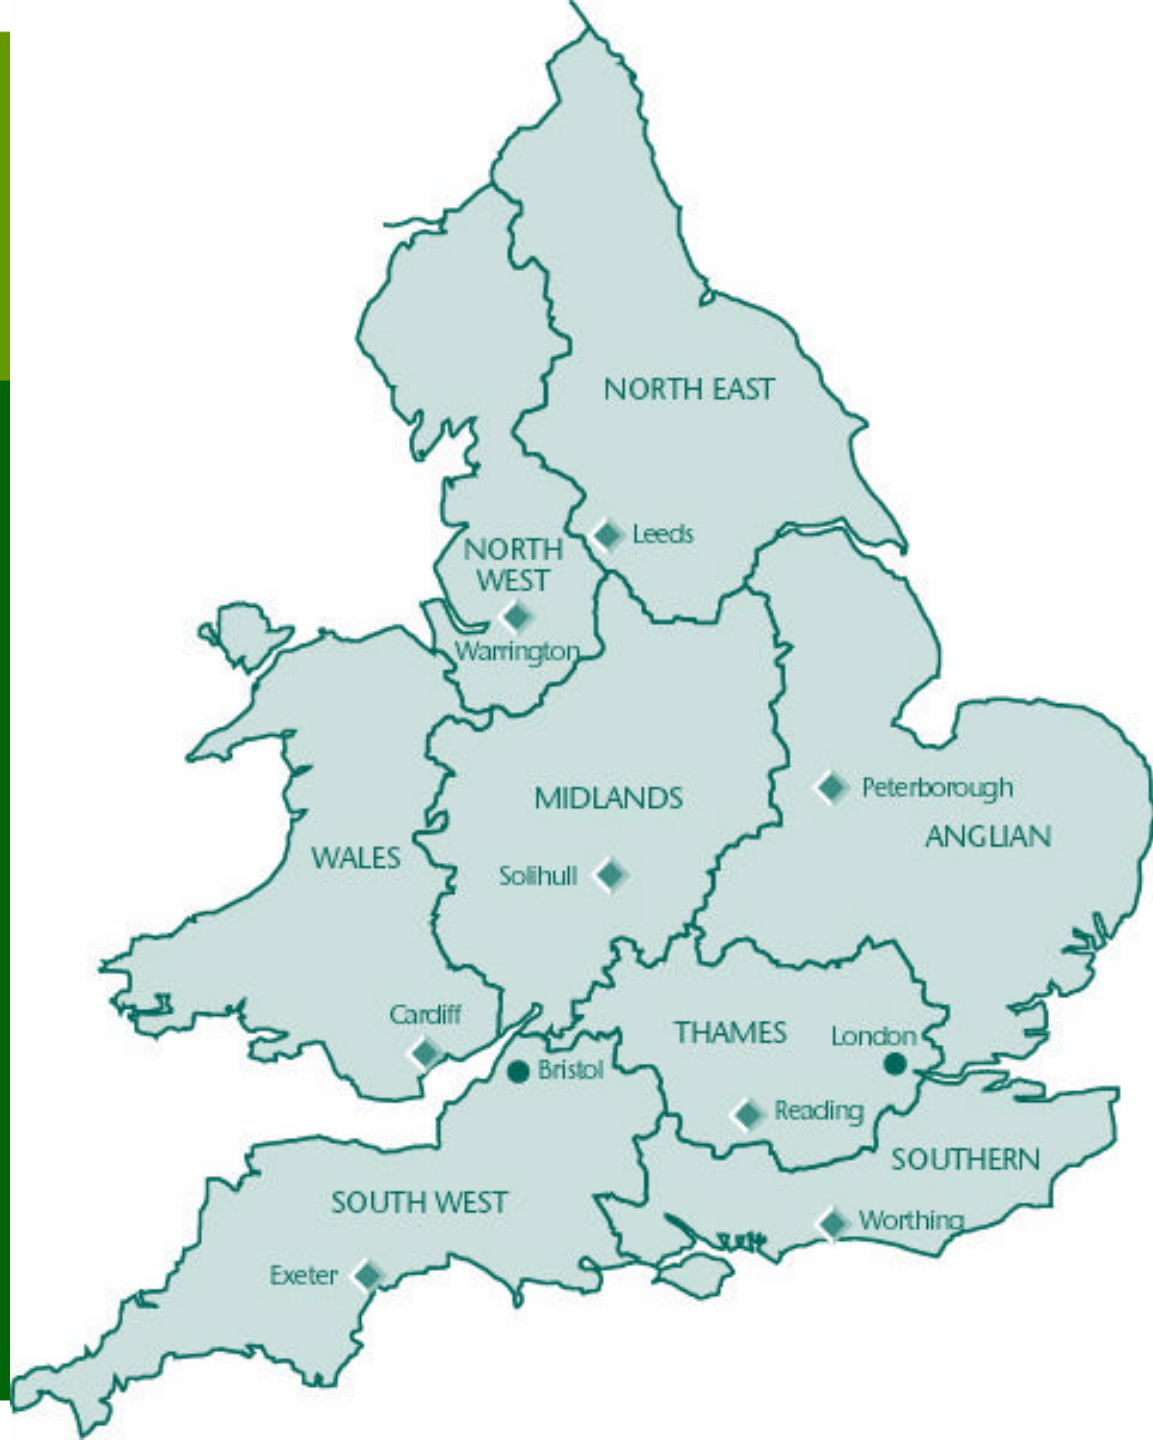 NORTH EAST
Leeds
NORTH
WEST
Warrington
MIDLANDS
Peterborough
ANGLIAN
WALES
Solihull
Cardiff
THAMES
London
Bristol
Reading
SOUTHERN
SOUTH WEST
Worthing
Exeter